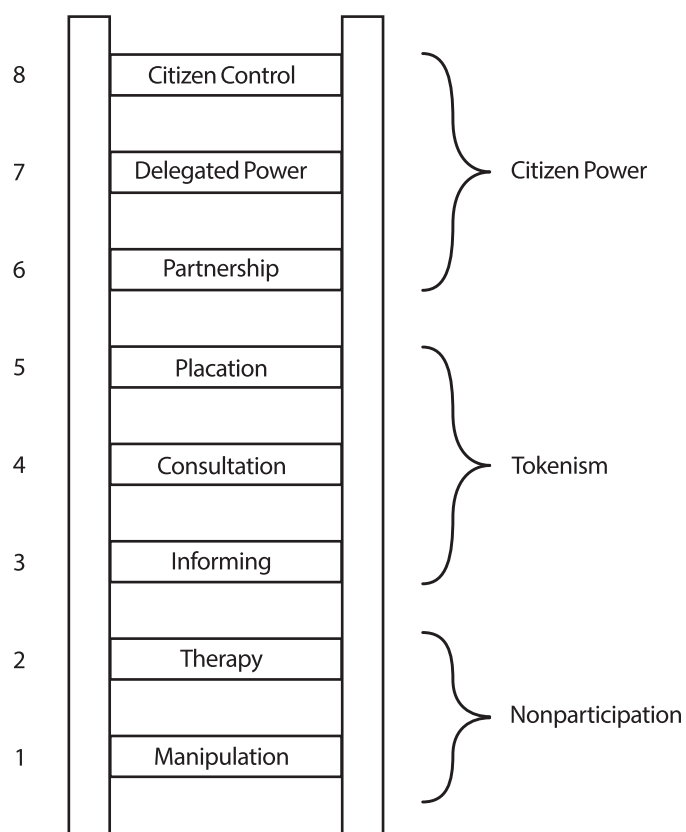 8 Citizen Control
7 Delegated Power Citizen Power
6 Partnership
5 Placation
4 Consultation Tokenism
3 Informing
2 Therapy
Nonparticipation
1 Manipulation